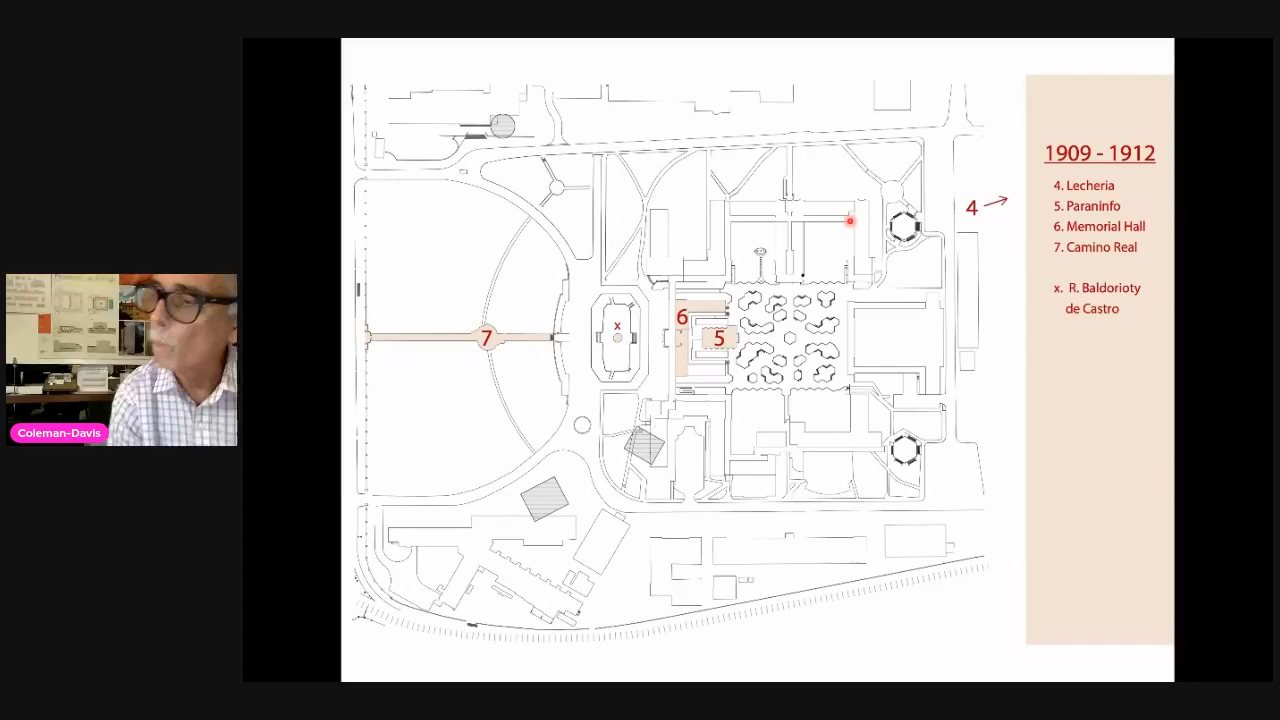 1909 - 1912
4. Lecheria
5. Paraninfo
6. Memorial Hall
7. Camino Real
x. R. Baldorioty
de Castro
4
x
6
5
7
Coleman-Davis